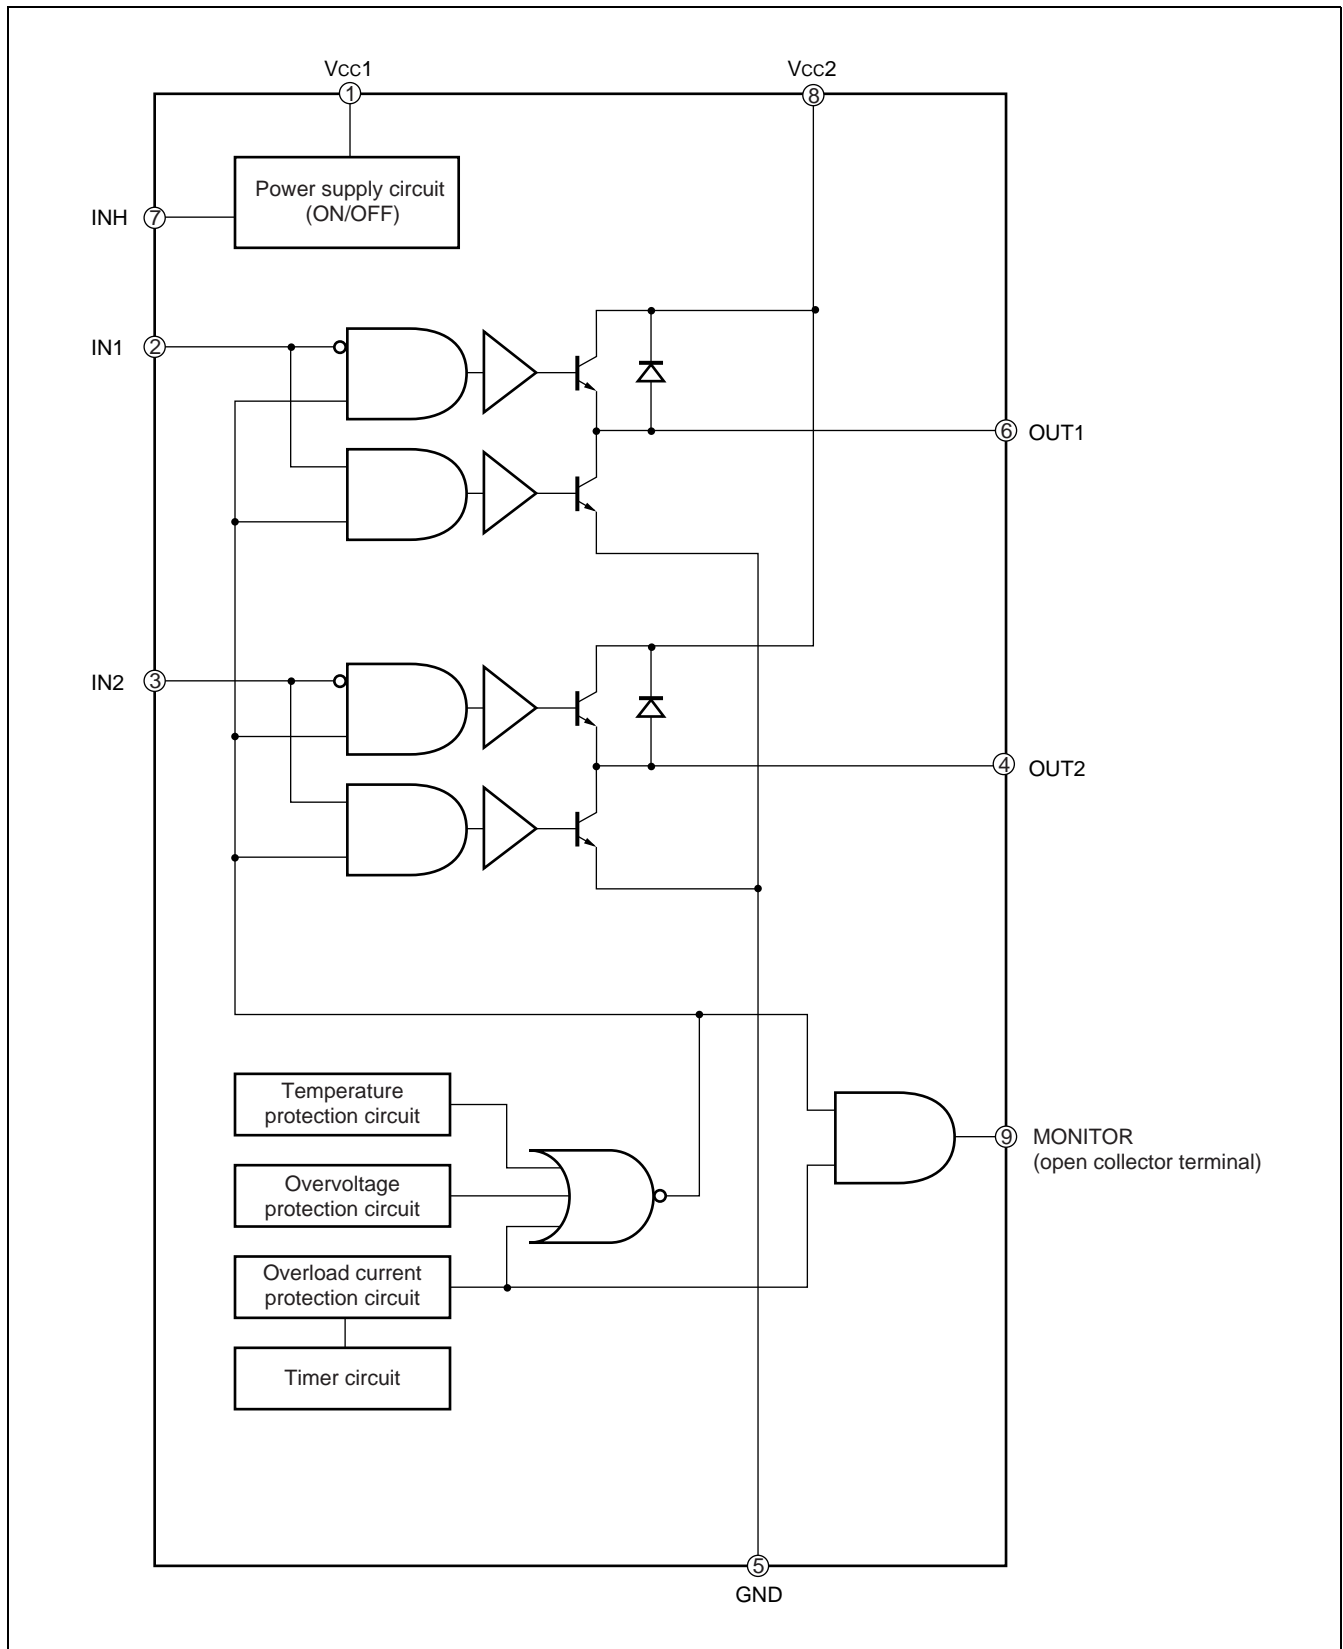 Vcc1
Vcc2
1
8
Power supply circuit
(ON/OFF)
INH
7
IN1
2
6
OUT1
IN2
3
4
OUT2
Temperature
protection circuit
9
MONITOR
(open collector terminal)
Overvoltage
protection circuit
Overload current
protection circuit
Timer circuit
5
GND